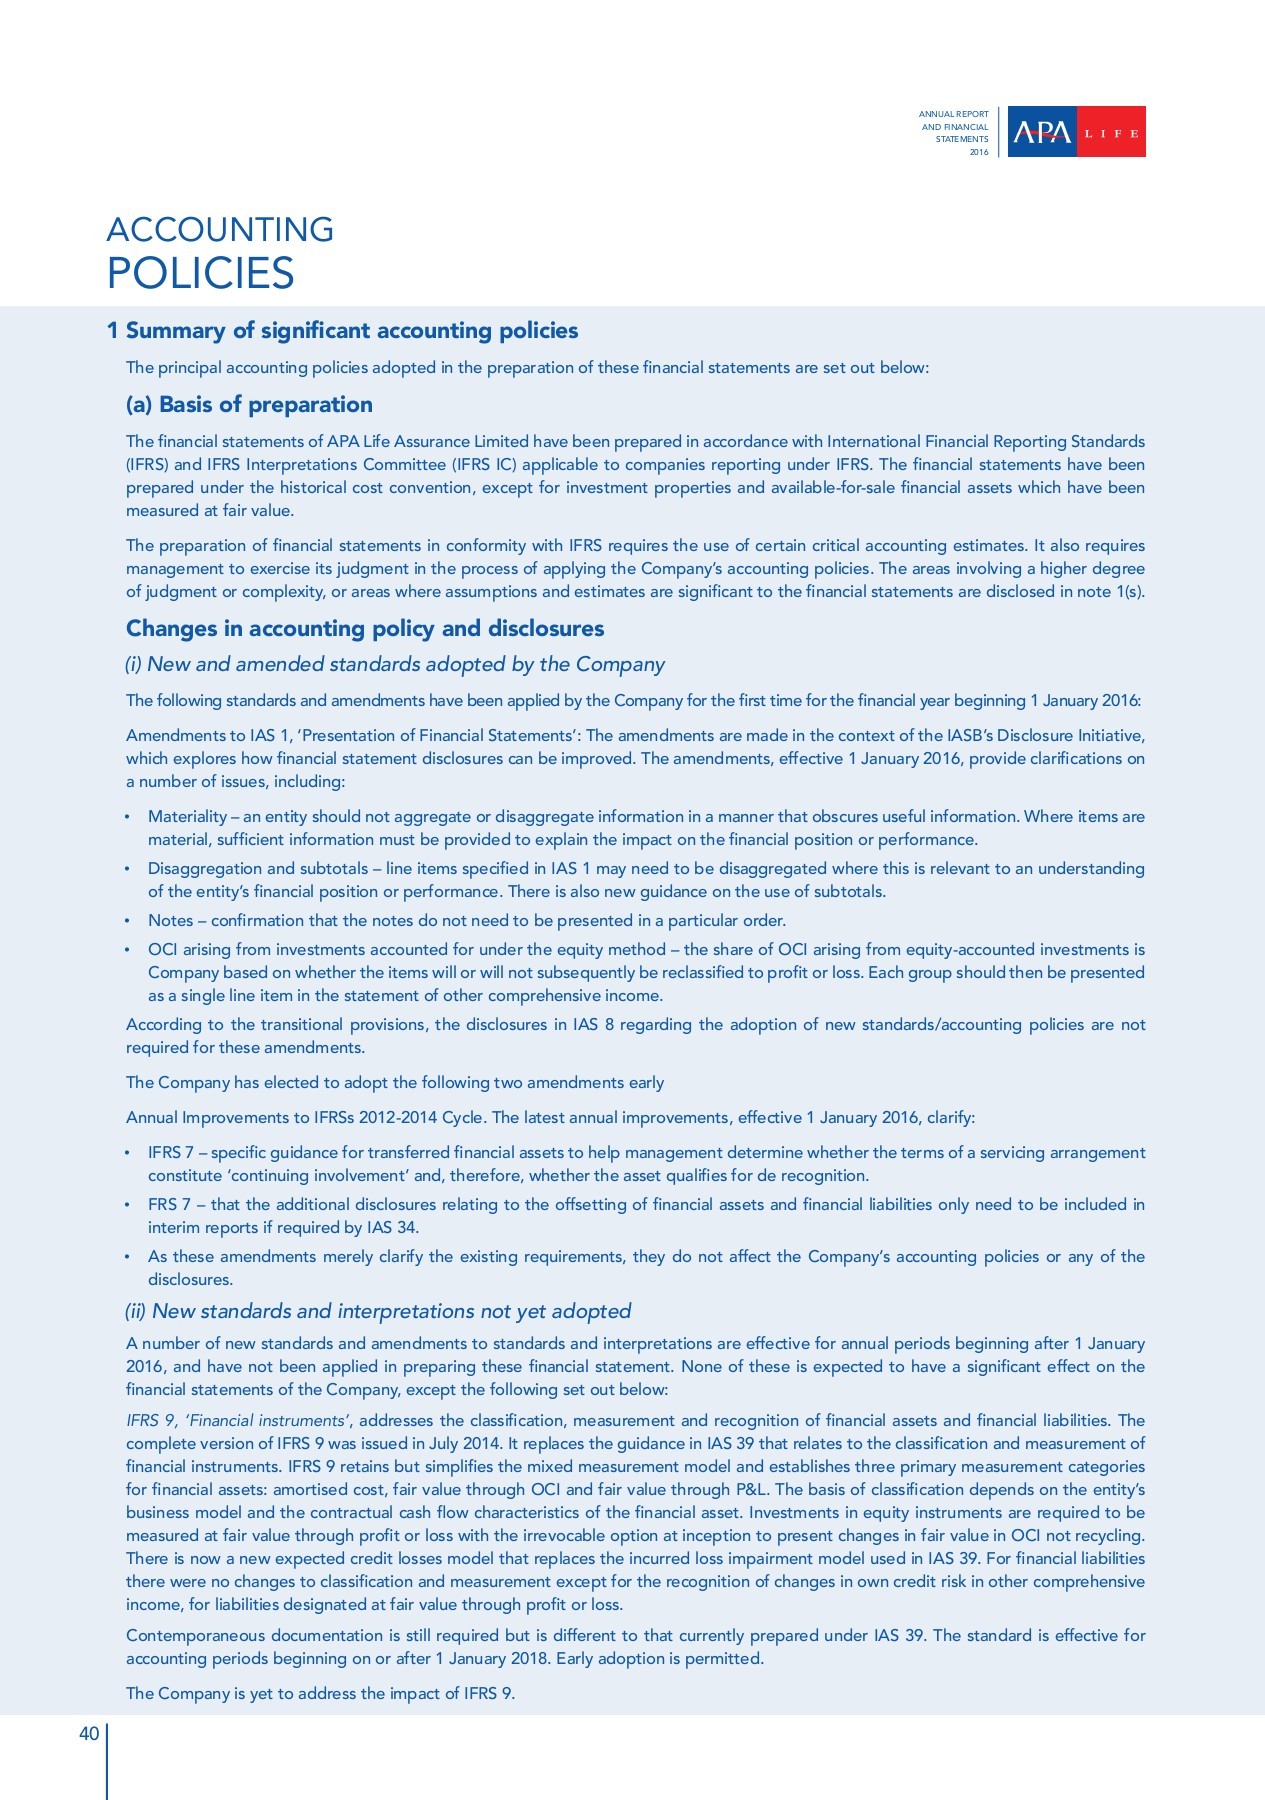 ANNUAL REPORT
AND FINANCIAL
STATEMENTS
2016
APA LIFE
ACCOUNTING
POLICIES
1 Summary of significant accounting policies
The principal accounting policies adopted in the preparation of these financial statements are set out below:
(a) Basis of preparation
The financial statements of APA Life Assurance Limited have been prepared in accordance with International Financial Reporting Standards
(IFRS) and IFRS Interpretations Committee (IFRS IC) applicable to companies reporting under IFRS. The financial statements have been
prepared under the historical cost convention, except for investment properties and available-for-sale financial assets which have been
measured at fair value.
The preparation of financial statements in conformity with IFRS requires the use of certain critical accounting estimates. It also requires
management to exercise its judgment in the process of applying the Company’s accounting policies. The areas involving a higher degree
of judgment or complexity, or areas where assumptions and estimates are significant to the financial statements are disclosed in note 1(s).
Changes in accounting policy and disclosures
(i) New and amended standards adopted by the Company
The following standards and amendments have been applied by the Company for the first time for the financial year beginning 1 January 2016:
Amendments to IAS 1, ‘Presentation of Financial Statements’: The amendments are made in the context of the IASB’s Disclosure Initiative,
which explores how financial statement disclosures can be improved. The amendments, effective 1 January 2016, provide clarifications on
a number of issues, including:
• Materiality – an entity should not aggregate or disaggregate information in a manner that obscures useful information. Where items are
material, sufficient information must be provided to explain the impact on the financial position or performance.
• Disaggregation and subtotals – line items specified in IAS 1 may need to be disaggregated where this is relevant to an understanding
of the entity’s financial position or performance. There is also new guidance on the use of subtotals.
• Notes – confirmation that the notes do not need to be presented in a particular order.
• OCI arising from investments accounted for under the equity method – the share of OCI arising from equity-accounted investments is
Company based on whether the items will or will not subsequently be reclassified to profit or loss. Each group should then be presented
as a single line item in the statement of other comprehensive income.
According to the transitional provisions, the disclosures in IAS 8 regarding the adoption of new standards/accounting policies are not
required for these amendments.
The Company has elected to adopt the following two amendments early
Annual Improvements to IFRSs 2012-2014 Cycle. The latest annual improvements, effective 1 January 2016, clarify:
• IFRS 7 – specific guidance for transferred financial assets to help management determine whether the terms of a servicing arrangement
constitute ‘continuing involvement’ and, therefore, whether the asset qualifies for de recognition.
• FRS 7 – that the additional disclosures relating to the offsetting of financial assets and financial liabilities only need to be included in
interim reports if required by IAS 34.
• As these amendments merely clarify the existing requirements, they do not affect the Company’s accounting policies or any of the
disclosures.
(ii) New standards and interpretations not yet adopted
A number of new standards and amendments to standards and interpretations are effective for annual periods beginning after 1 January
2016, and have not been applied in preparing these financial statement. None of these is expected to have a significant effect on the
financial statements of the Company, except the following set out below:
IFRS 9, ‘Financial instruments’, addresses the classification, measurement and recognition of financial assets and financial liabilities. The
complete version of IFRS 9 was issued in July 2014. It replaces the guidance in IAS 39 that relates to the classification and measurement of
financial instruments. IFRS 9 retains but simplifies the mixed measurement model and establishes three primary measurement categories
for financial assets: amortised cost, fair value through OCI and fair value through P&L. The basis of classification depends on the entity’s
business model and the contractual cash flow characteristics of the financial asset. Investments in equity instruments are required to be
measured at fair value through profit or loss with the irrevocable option at inception to present changes in fair value in OCI not recycling.
There is now a new expected credit losses model that replaces the incurred loss impairment model used in IAS 39. For financial liabilities
there were no changes to classification and measurement except for the recognition of changes in own credit risk in other comprehensive
income, for liabilities designated at fair value through profit or loss.
Contemporaneous documentation is still required but is different to that currently prepared under IAS 39. The standard is effective for
accounting periods beginning on or after 1 January 2018. Early adoption is permitted.
The Company is yet to address the impact of IFRS 9.
40